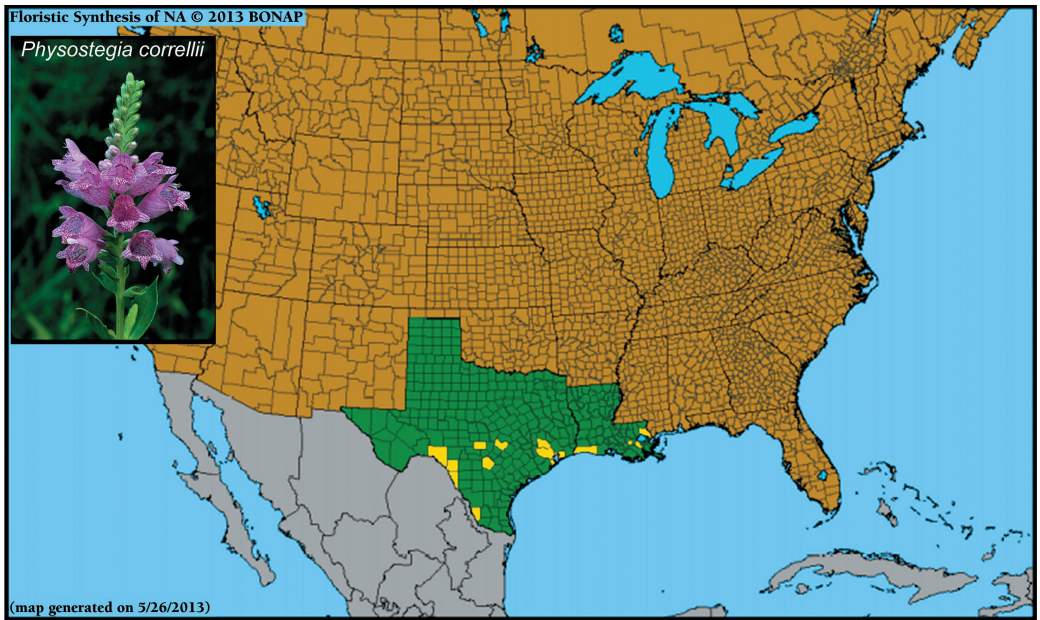 Floristic Synthesis of NA © 2013 BONAP
Physostegia correllii
(map generated on 5/26/2013)